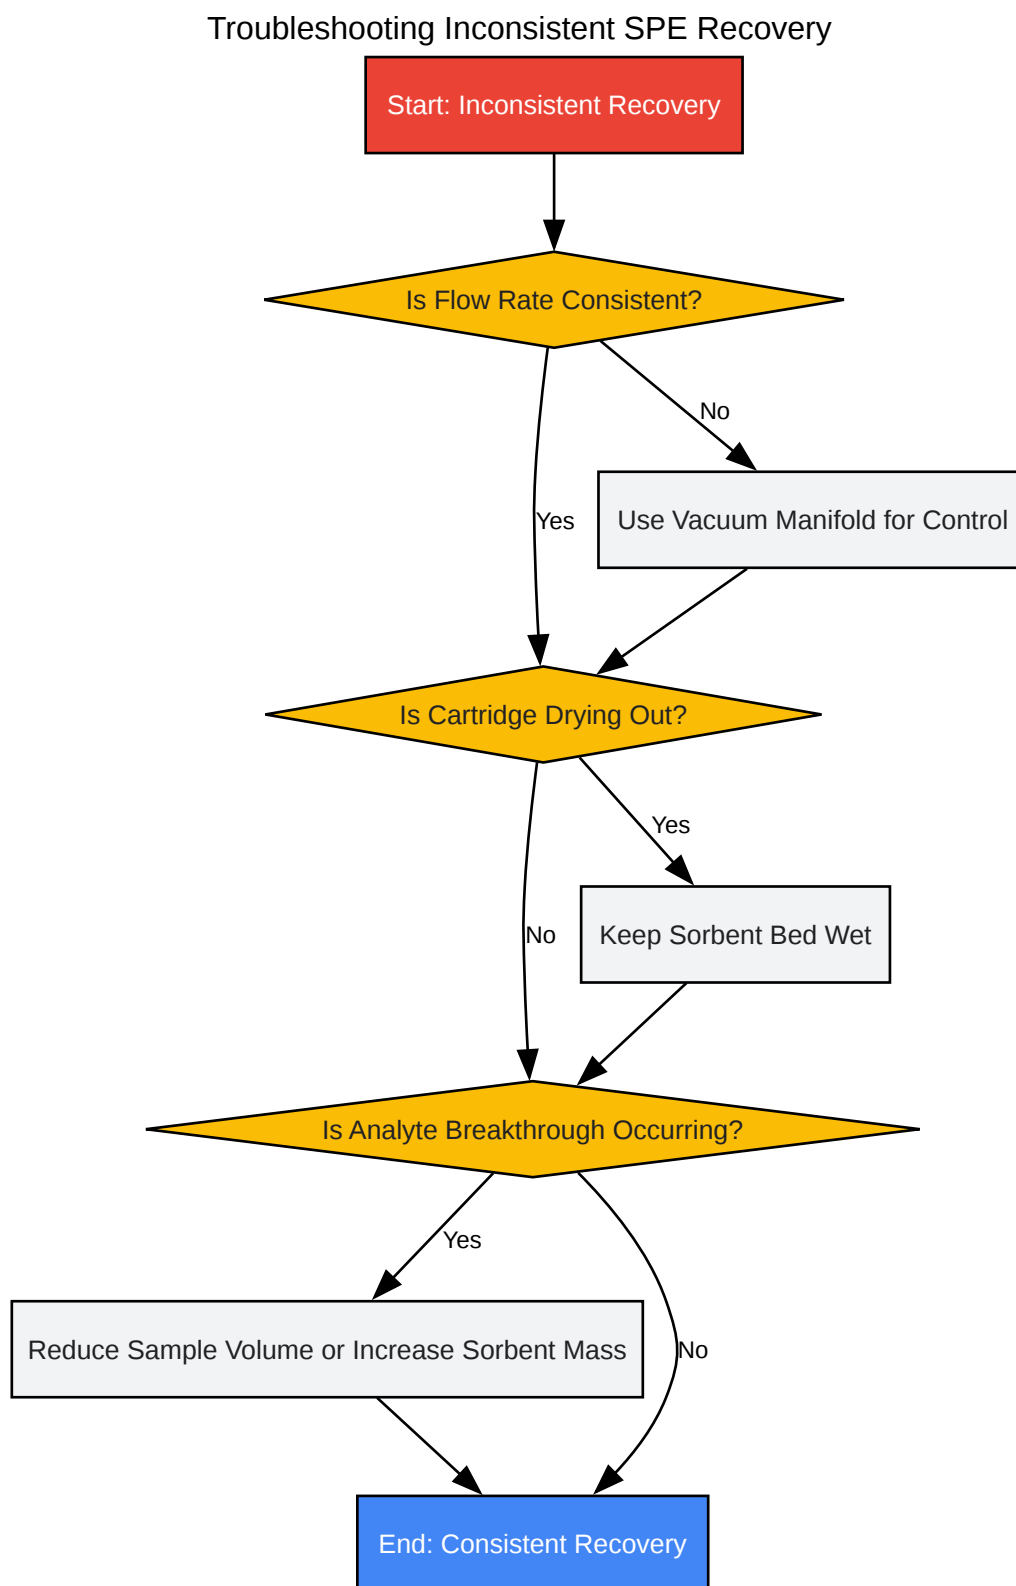 Troubleshooting Inconsistent SPE Recovery
Start: Inconsistent Recovery
Is Flow Rate Consistent?
No
Use Vacuum Manifold for Control
Yes
Is Cartridge Drying Out?
Yes
Keep Sorbent Bed Wet
No
Is Analyte Breakthrough Occurring?
Yes
Reduce Sample Volume or Increase Sorbent Mass
No
End: Consistent Recovery